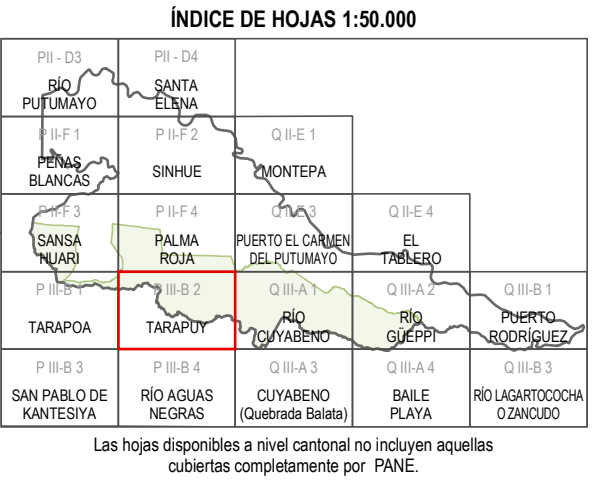 ÍNDICE DE HOJAS 1:50.000
PII - D3
RÍO
PUTUMAYO
PII - D4
SANTA
ELENA
P II-F 1
PEÑAS
BLANCAS
P II-F 2
SINHUE
Q II-E 1
MONTEPA
P II-F 3
SANSA
HUARI
P II-F 4
PALMA
ROJA
Q II-E 3
PUERTO EL CARMEN
DEL PUTUMAYO
Q II-E 4
EL
TABLERO
P III-B 1
TARAPOA
P III-B 2
TARAPUY
Q III-A 1
RÍO
CUYABENO
Q III-A 2
RÍO
GÜEPPÍ
Q III-B 1
PUERTO
RODRÍGUEZ
P III-B 3
SAN PABLO DE
KANTESIYA
P III-B 4
RÍO AGUAS
NEGRAS
Q III-A 3
CUYABENO
(Quebrada Balata)
Q III-A 4
BAILE
PLAYA
Q III-B 3
RÍO LAGARTOCOCHA
O ZANCUDO
Las hojas disponibles a nivel cantonal no incluyen aquellas
cubiertas completamente por PANE.